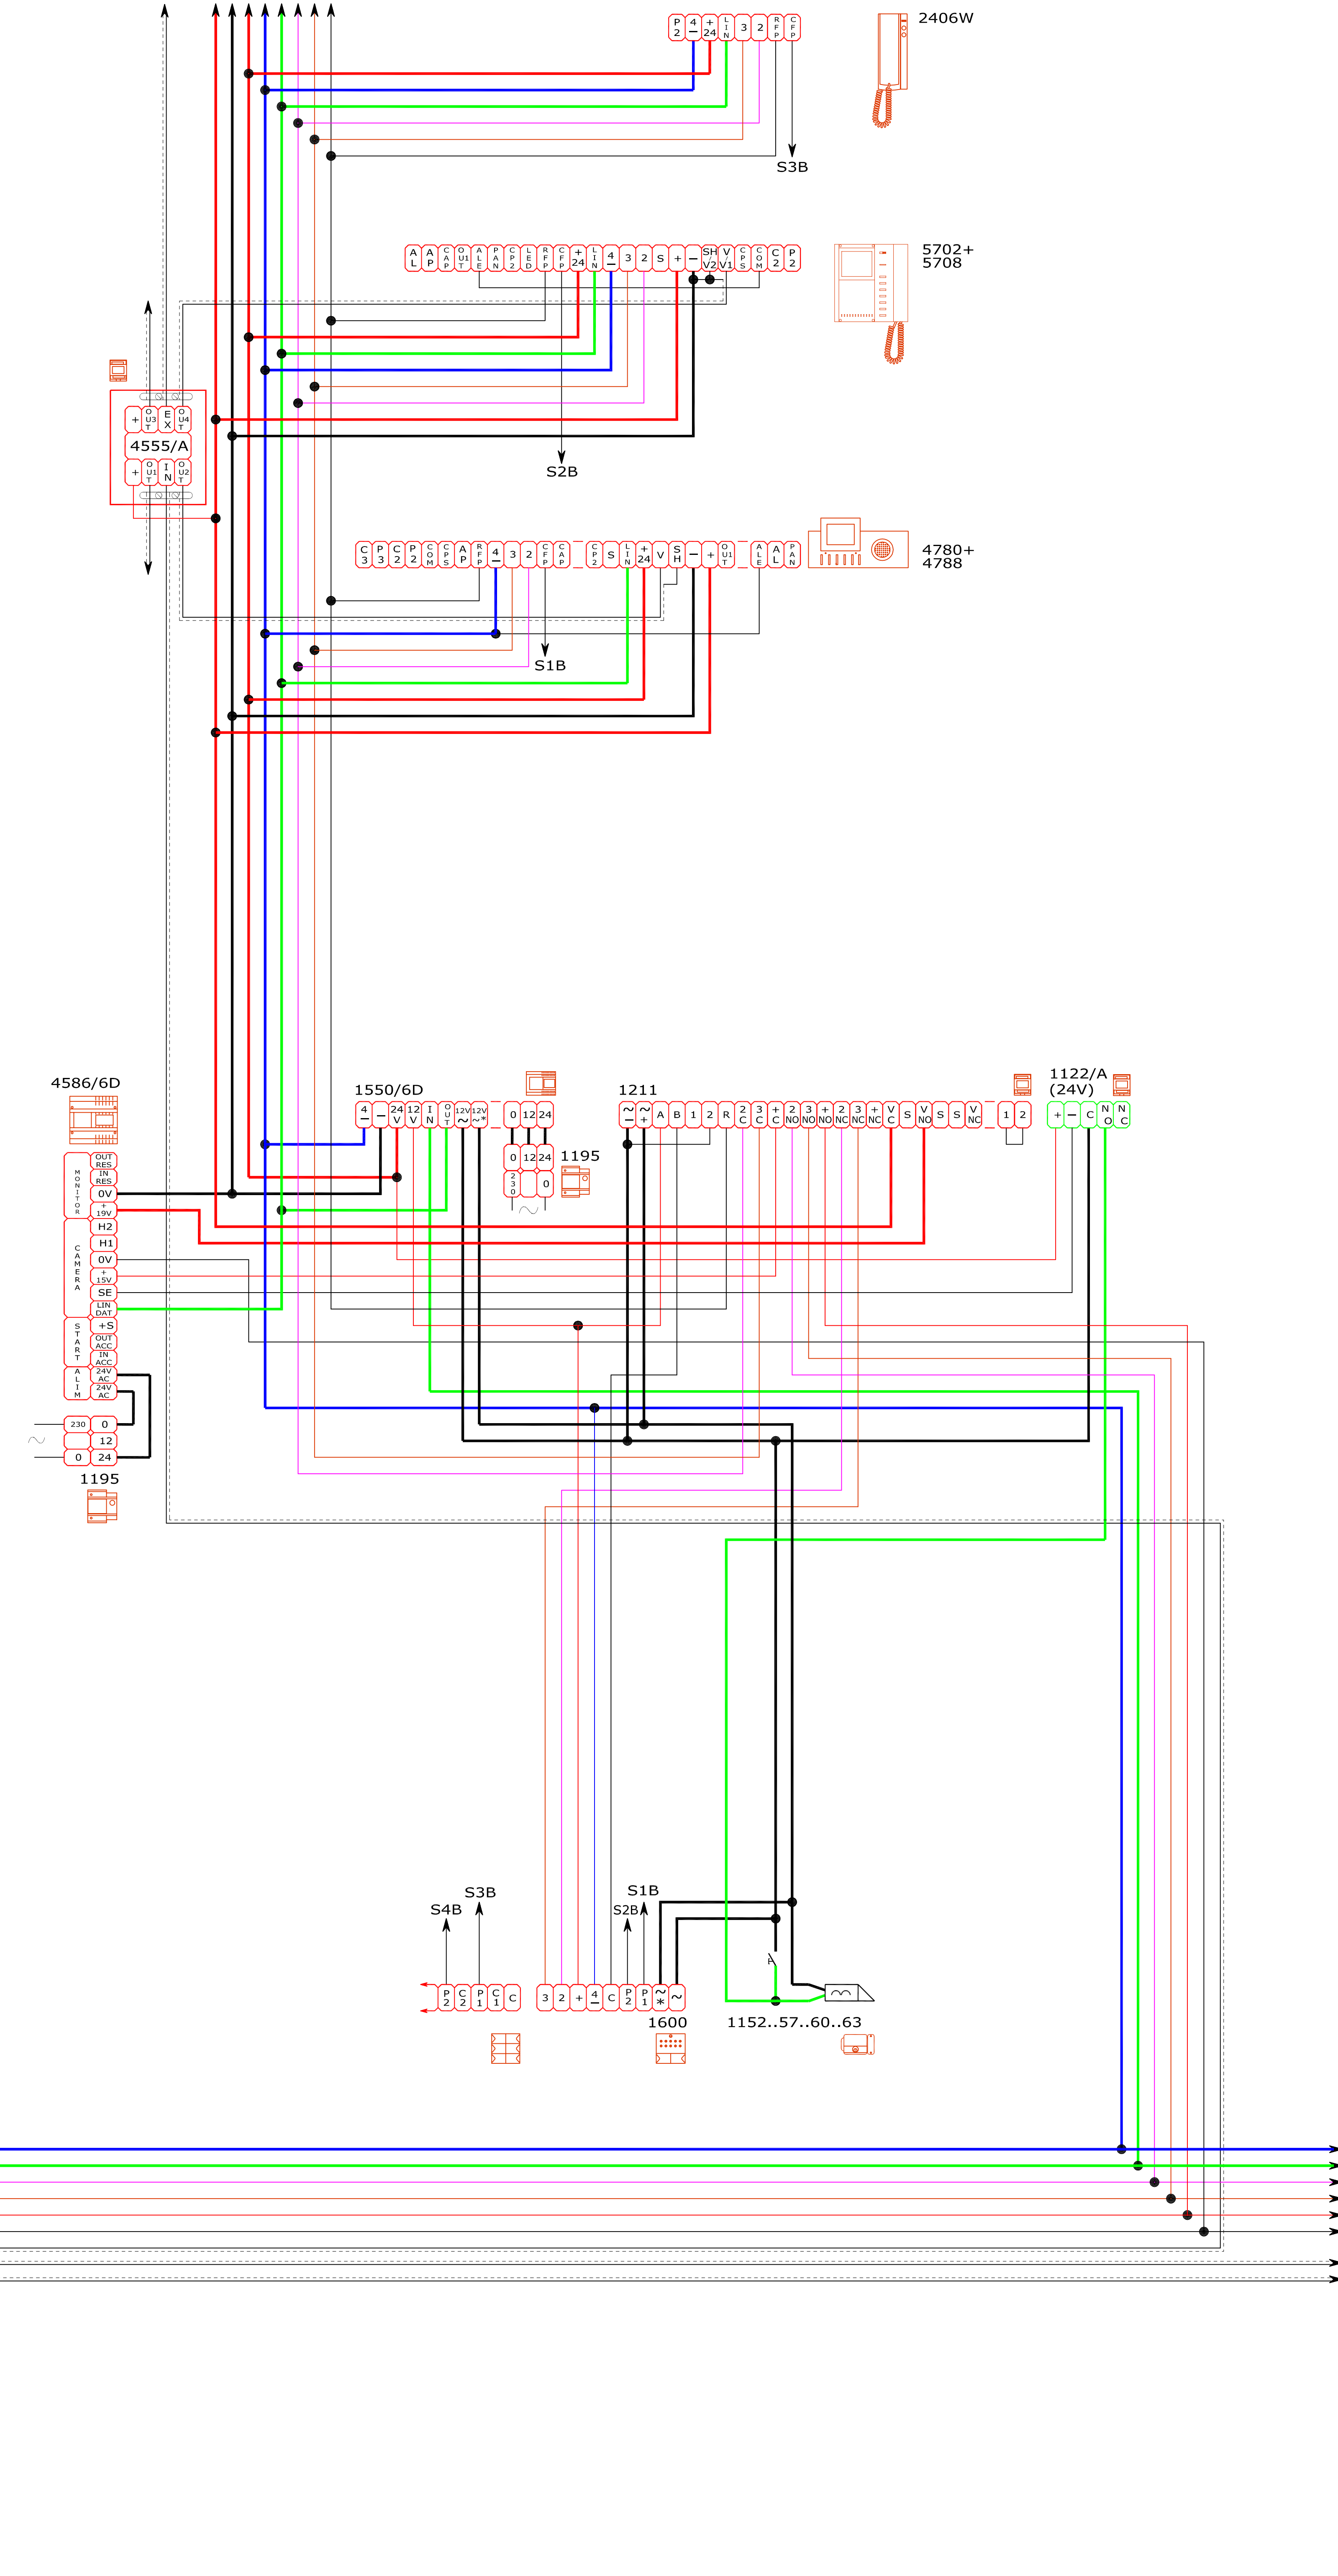 P2 4- +24 LIN 3 2 RFP CFP
2406W
S3B
AL AP CAP OUT1 ALE PAN CP2 LED RFP CFP +24 LIN 4- 3 2 S + - SH/V2 V/V1 CPS COM C2 P2
5702+
5708
S2B
+ OUT3 EX OUT4
4555/A
+ OUT1 IN OUT2
C3 P3 C2 P2 COM CPS AP RFP 4- 3 2 CFP CAP CP2 S LIN +24 V SH - + OUT1 ALE AL PAN
4780+
4788
S1B
4586/6D
1550/6D
1211
1122/A
(24V)
4- - 24V 12V IN OUT 12V~ 12V~* 0 12 24
~- ~+ A B 1 2 R 2C 3C +C 2NO 3NO +NO 2NC 3NC +NC VC S VNO S S VNC 1 2
+ - C NO NC
0 12 24
1195
230 0
MONITOR
OUT RES
IN RES
0V
+19V
CAMERA
H2
H1
0V
+15V
SE
LIN DAT
START
+S
OUT ACC
IN ACC
ALIM
24V AC
24V AC
230 0
12
0 24
1195
S4B
S3B
S2B
S1B
P2 C2 P1 C1 C
3 2 + 4- C P2 P1 ~* ~
1600
1152..57..60..63